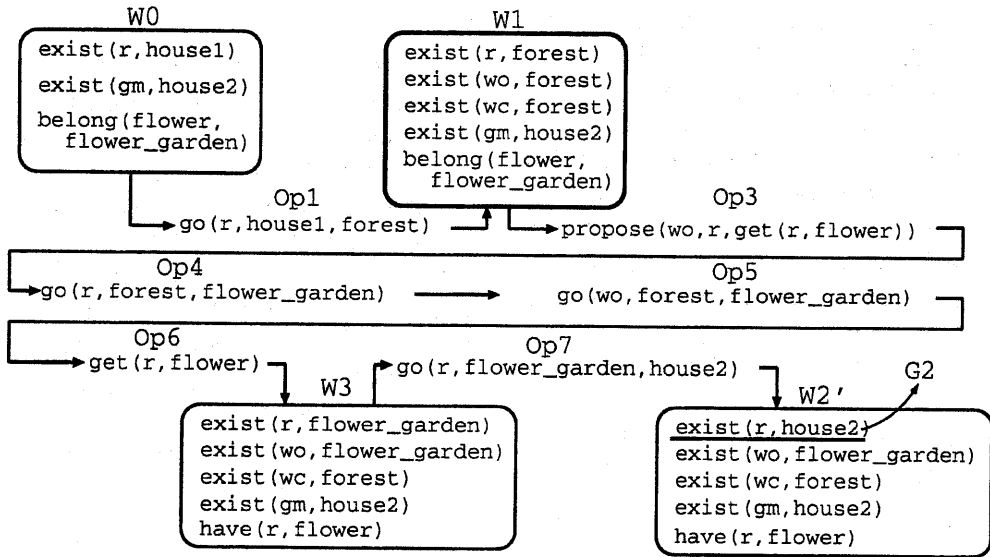 W0
exist(r,house1)
exist(gm,house2)
belong(flower,
flower_garden)
W1
exist(r,forest)
exist(wo,forest)
exist(wc,forest)
exist(gm,house2)
belong(flower,
flower_garden)
Op1
go(r,house1,forest)
Op3
propose(wo,r,get(r,flower))
Op4
go(r,forest,flower_garden)
Op5
go(wo,forest,flower_garden)
Op6
get(r,flower)
Op7
go(r,flower_garden,house2)
W3
exist(r,flower_garden)
exist(wo,flower_garden)
exist(wc,forest)
exist(gm,house2)
have(r,flower)
G2
W2'
exist(r,house2)
exist(wo,flower_garden)
exist(wc,forest)
exist(gm,house2)
have(r,flower)